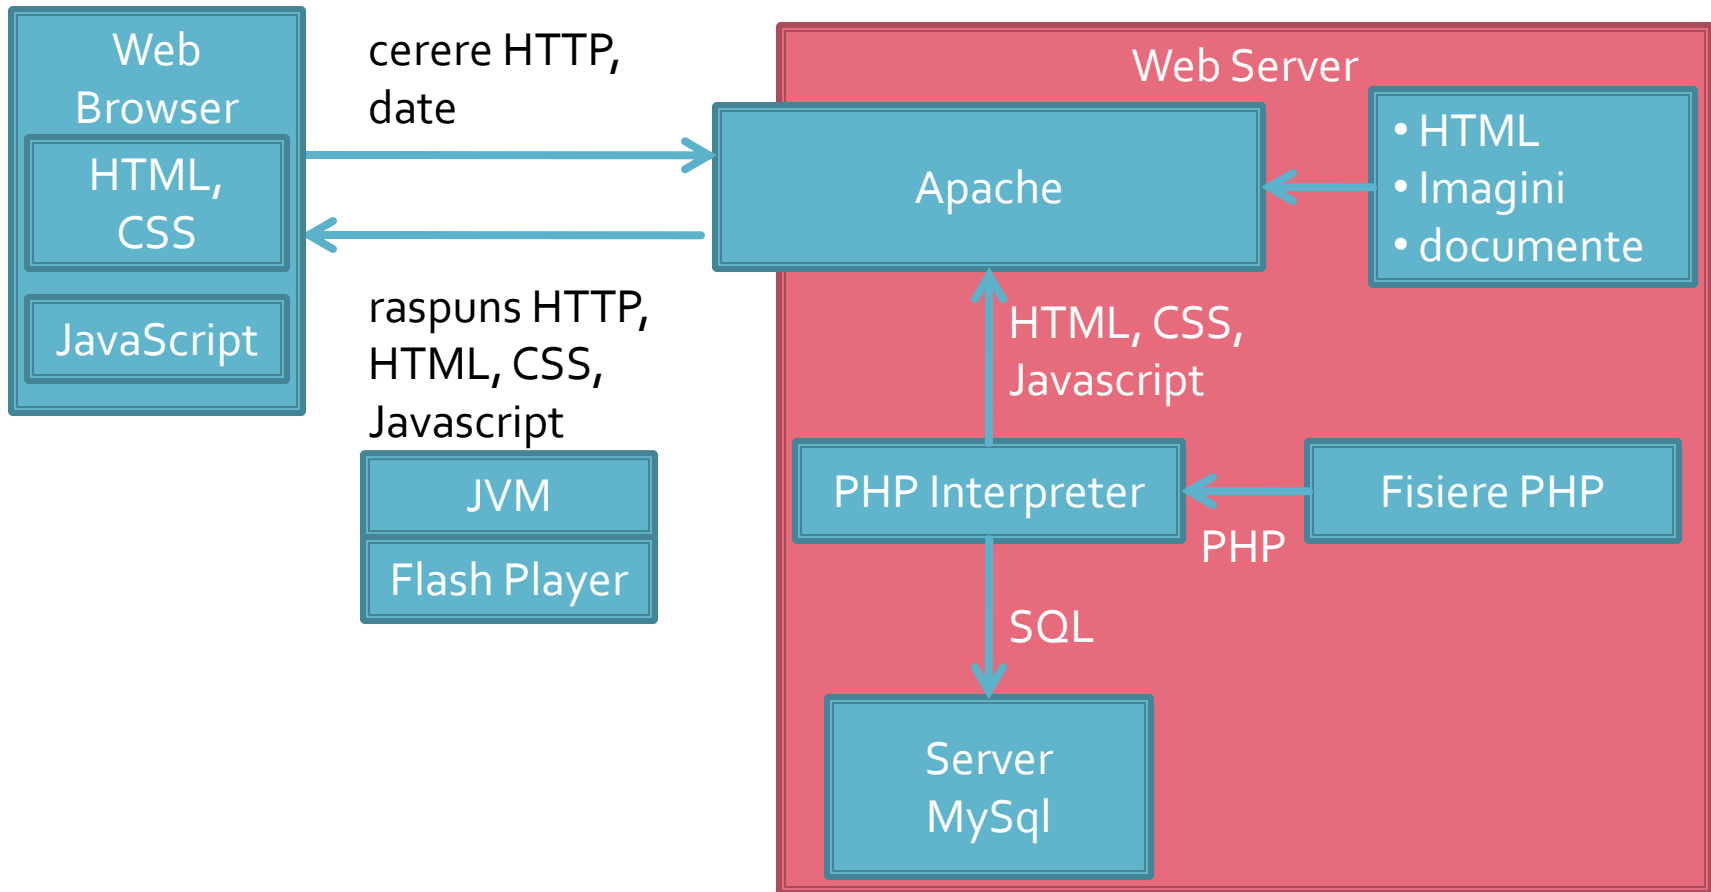 Web
Browser
HTML,
CSS
JavaScript
cerere HTTP,
date
raspuns HTTP,
HTML, CSS,
Javascript
JVM
Flash Player
Web Server
Apache
• HTML
• Imagini
• documente
HTML, CSS,
Javascript
PHP Interpreter
PHP
Fisiere PHP
SQL
Server
MySql